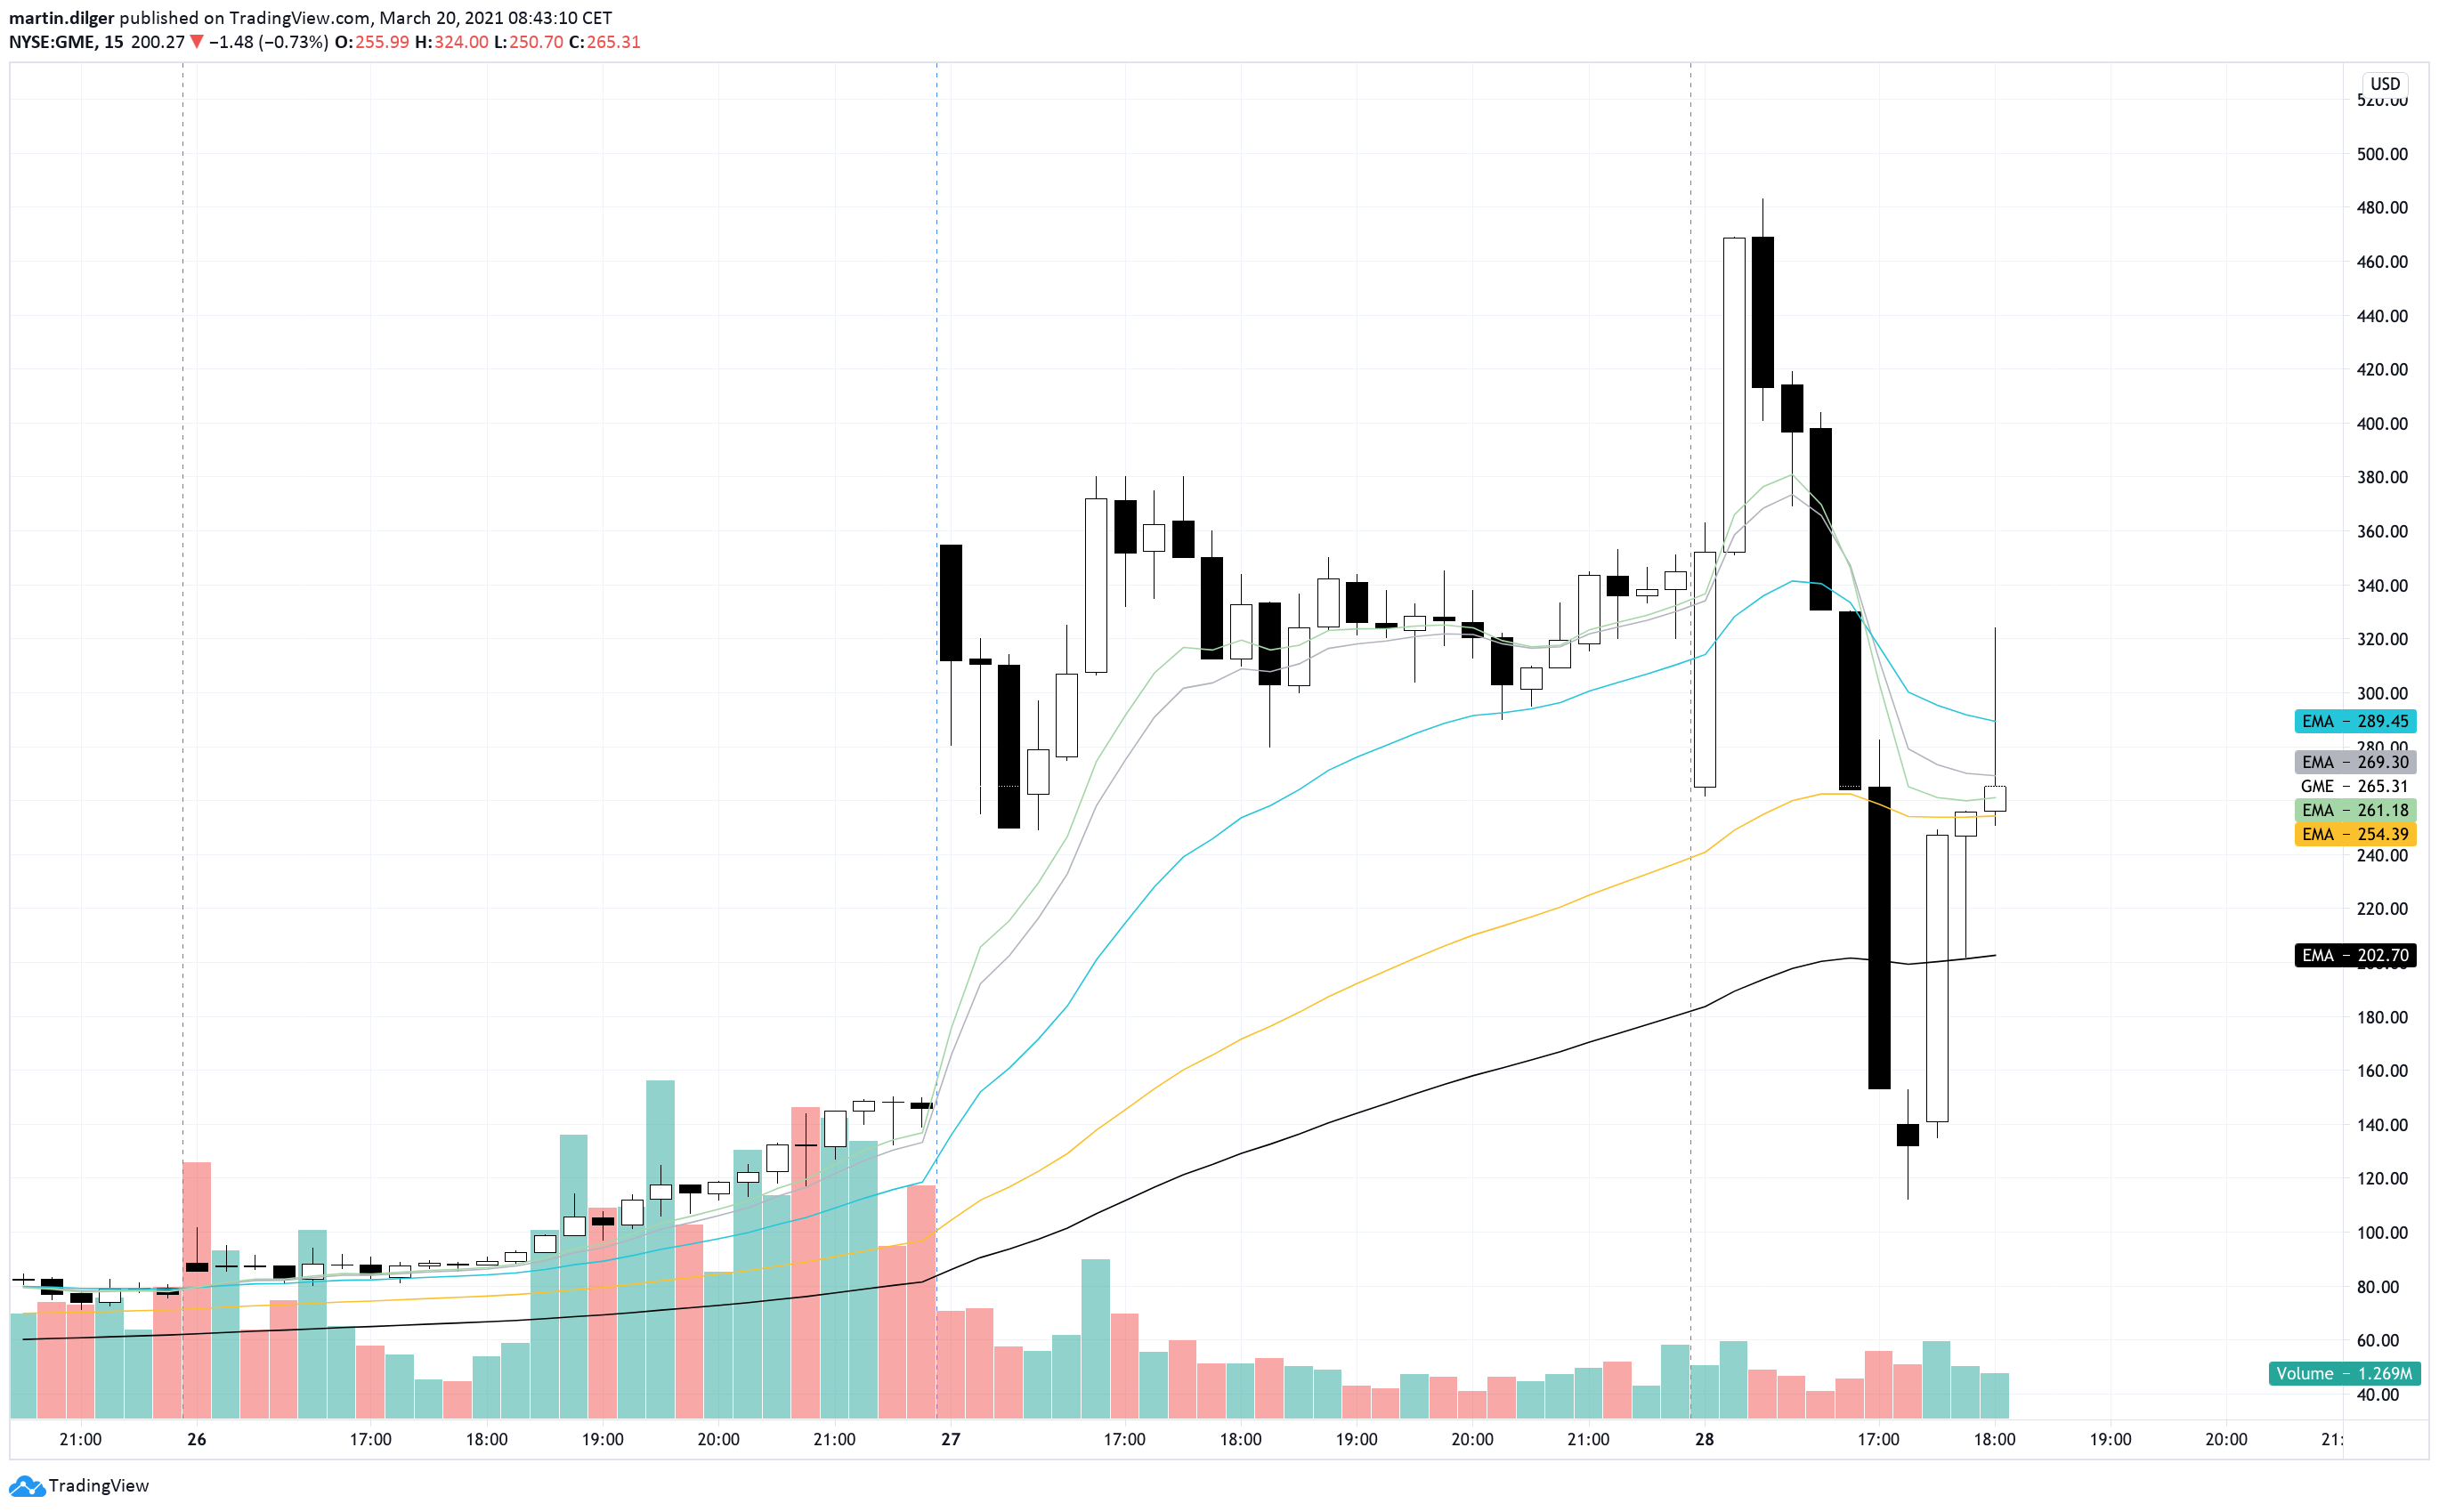 martin.dilger published on TradingView.com, March 20, 2021 08:43:10 CET
NYSE:GME, 15 200.27 ▼ −1.48 (−0.73%) O:255.99 H:324.00 L:250.70 C:265.31
USD
520.00
500.00
480.00
460.00
440.00
420.00
400.00
380.00
360.00
340.00
320.00
300.00
EMA − 289.45
280.00
EMA − 269.30
GME − 265.31
EMA − 261.18
EMA − 254.39
240.00
220.00
EMA − 202.70
180.00
160.00
140.00
120.00
100.00
80.00
60.00
Volume − 1.269M
40.00
21:00 26 17:00 18:00 19:00 20:00 21:00 27 17:00 18:00 19:00 20:00 21:00 28 17:00 18:00 19:00 20:00 21:
TradingView